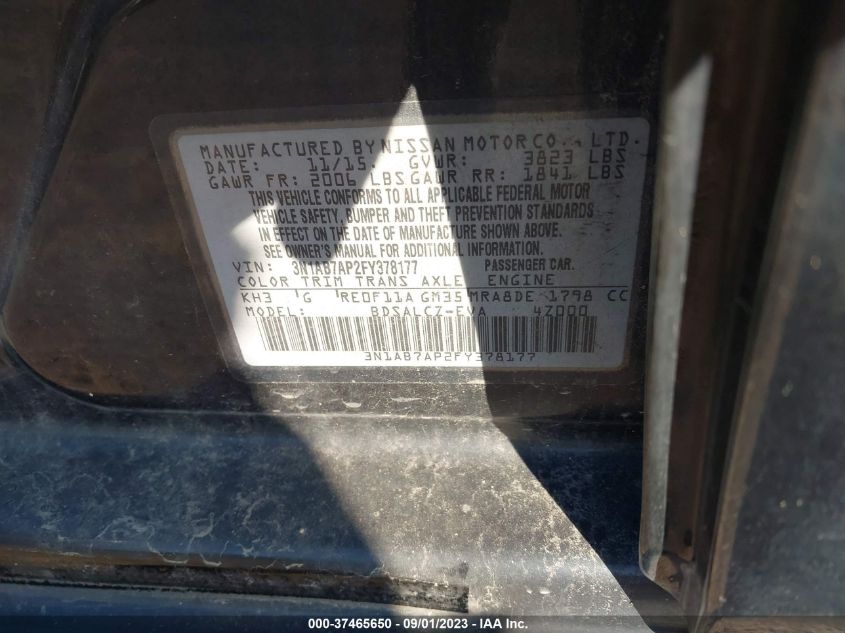 MANUFACTURED BY NISSAN MOTOR CO., LTD.
DATE: 11/15. GVWR: 3823 LBS
GAWR FR: 2006 LBS GAWR RR: 1841 LBS
THIS VEHICLE CONFORMS TO ALL APPLICABLE FEDERAL MOTOR
VEHICLE SAFETY, BUMPER AND THEFT PREVENTION STANDARDS
IN EFFECT ON THE DATE OF MANUFACTURE SHOWN ABOVE.
SEE OWNER'S MANUAL FOR ADDITIONAL INFORMATION.
VIN: 3N1AB7AP2FY378177 PASSENGER CAR.
COLOR TRIM TRANS AXLE ENGINE
KH3 G RE0F11A GM35 MRA8DE 1798 CC
MODEL: BDSALCZ-EVA 4Z000
3N1AB7AP2FY378177
000-37465650 - 09/01/2023 - IAA Inc.